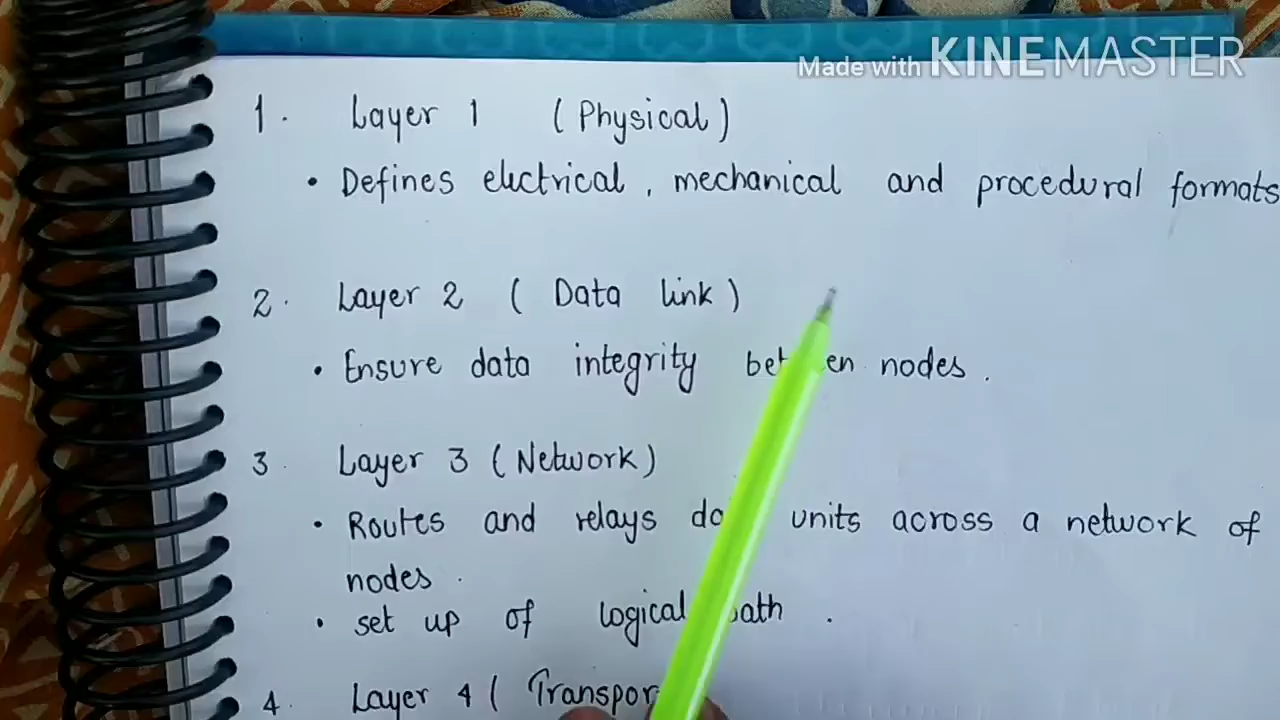 Made with KINEMASTER
1. Layer 1 (Physical)
• Defines electrical, mechanical and procedural formats
2. Layer 2 (Data link)
• Ensure data integrity nodes.
3. Layer 3 (Network)
• Routes and relays units across a network of
nodes.
• set up of logical path.
4. Layer 4 (